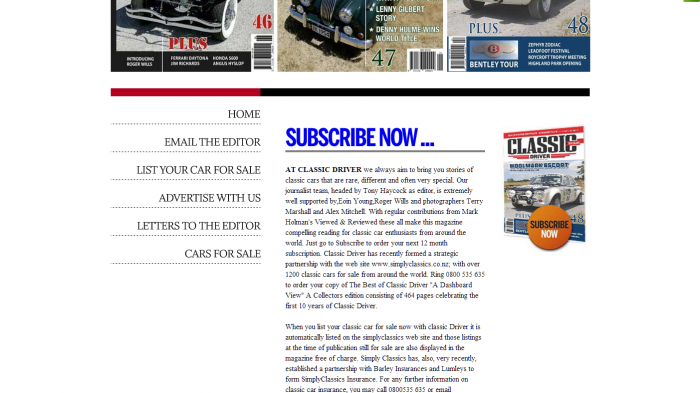 46
PLUS
INTRODUCING
ROGER WILLS
FERRARI DAYTONA
JIM RICHARDS
HONDA S600
ANGUS HYSLOP
LENNY GILBERT
STORY
DENNY HULME WINS
WORLD TITLE
47
PLUS
48
BENTLEY TOUR
ZEPHYR ZODIAC
LEADFOOT FESTIVAL
ROYCROFT TROPHY MEETING
HIGHLAND PARK OPENING
HOME
EMAIL THE EDITOR
LIST YOUR CAR FOR SALE
ADVERTISE WITH US
LETTERS TO THE EDITOR
CARS FOR SALE
SUBSCRIBE NOW ...
AT CLASSIC DRIVER we always aim to bring you stories of
classic cars that are rare, different and often very special. Our
journalist team, headed by Tony Haycock as editor, is extremely
well supported by,Eoin Young,Roger Wills and photographers Terry
Marshall and Alex Mitchell. With regular contributions from Mark
Holman's Viewed & Reviewed these all make this magazine
compelling reading for classic car enthusiasts from around the
world. Just go to Subscribe to order your next 12 month
subscription. Classic Driver has recently formed a strategic
partnership with the web site www.simplyclassics.co.nz; with over
1200 classic cars for sale from around the world. Ring 0800 535 635
to order your copy of The Best of Classic Driver "A Dashboard
View" A Collectors edition consisting of 464 pages celebrating the
first 10 years of Classic Driver.
When you list your classic car for sale now with classic Driver it is
automatically listed on the simplyclassics web site and those listings
at the time of publication still for sale are also displayed in the
magazine free of charge. Simply Classics has, also, very recently,
established a partnership with Barley Insurances and Lumleys to
form SimplyClassics Insurance. For any further information on
classic car insurance, you may call 0800535 635 or email
CLASSIC
DRIVER
WOOLMARK ESCORT
PLUS
48
SUBSCRIBE
NOW